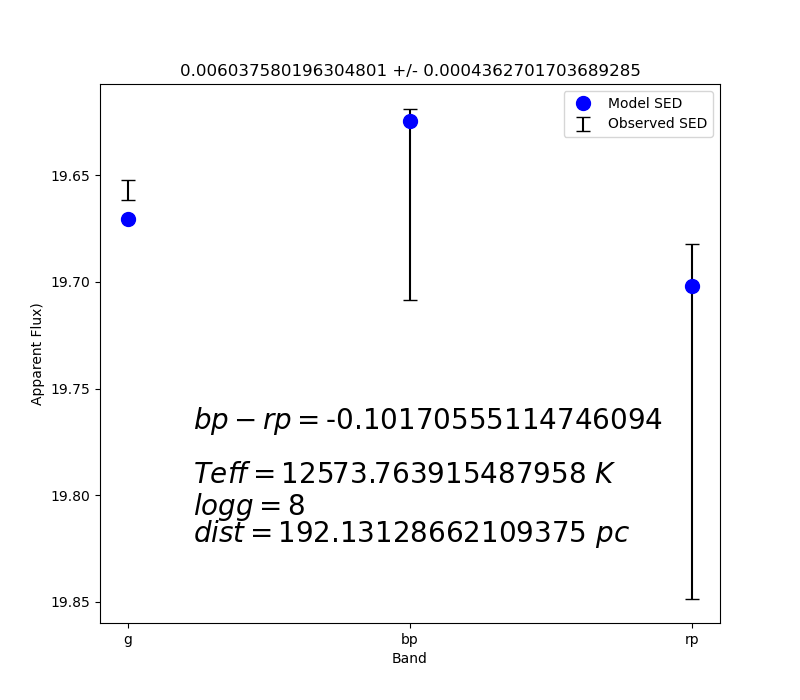 0.006037580196304801 +/- 0.0004362701703689285
Model SED
Observed SED
19.65
19.70
19.75
19.80
19.85
Apparent Flux)
bp − rp = -0.10170555114746094
Teff = 12573.763915487958 K
logg = 8
dist = 192.13128662109375 pc
g
bp
rp
Band